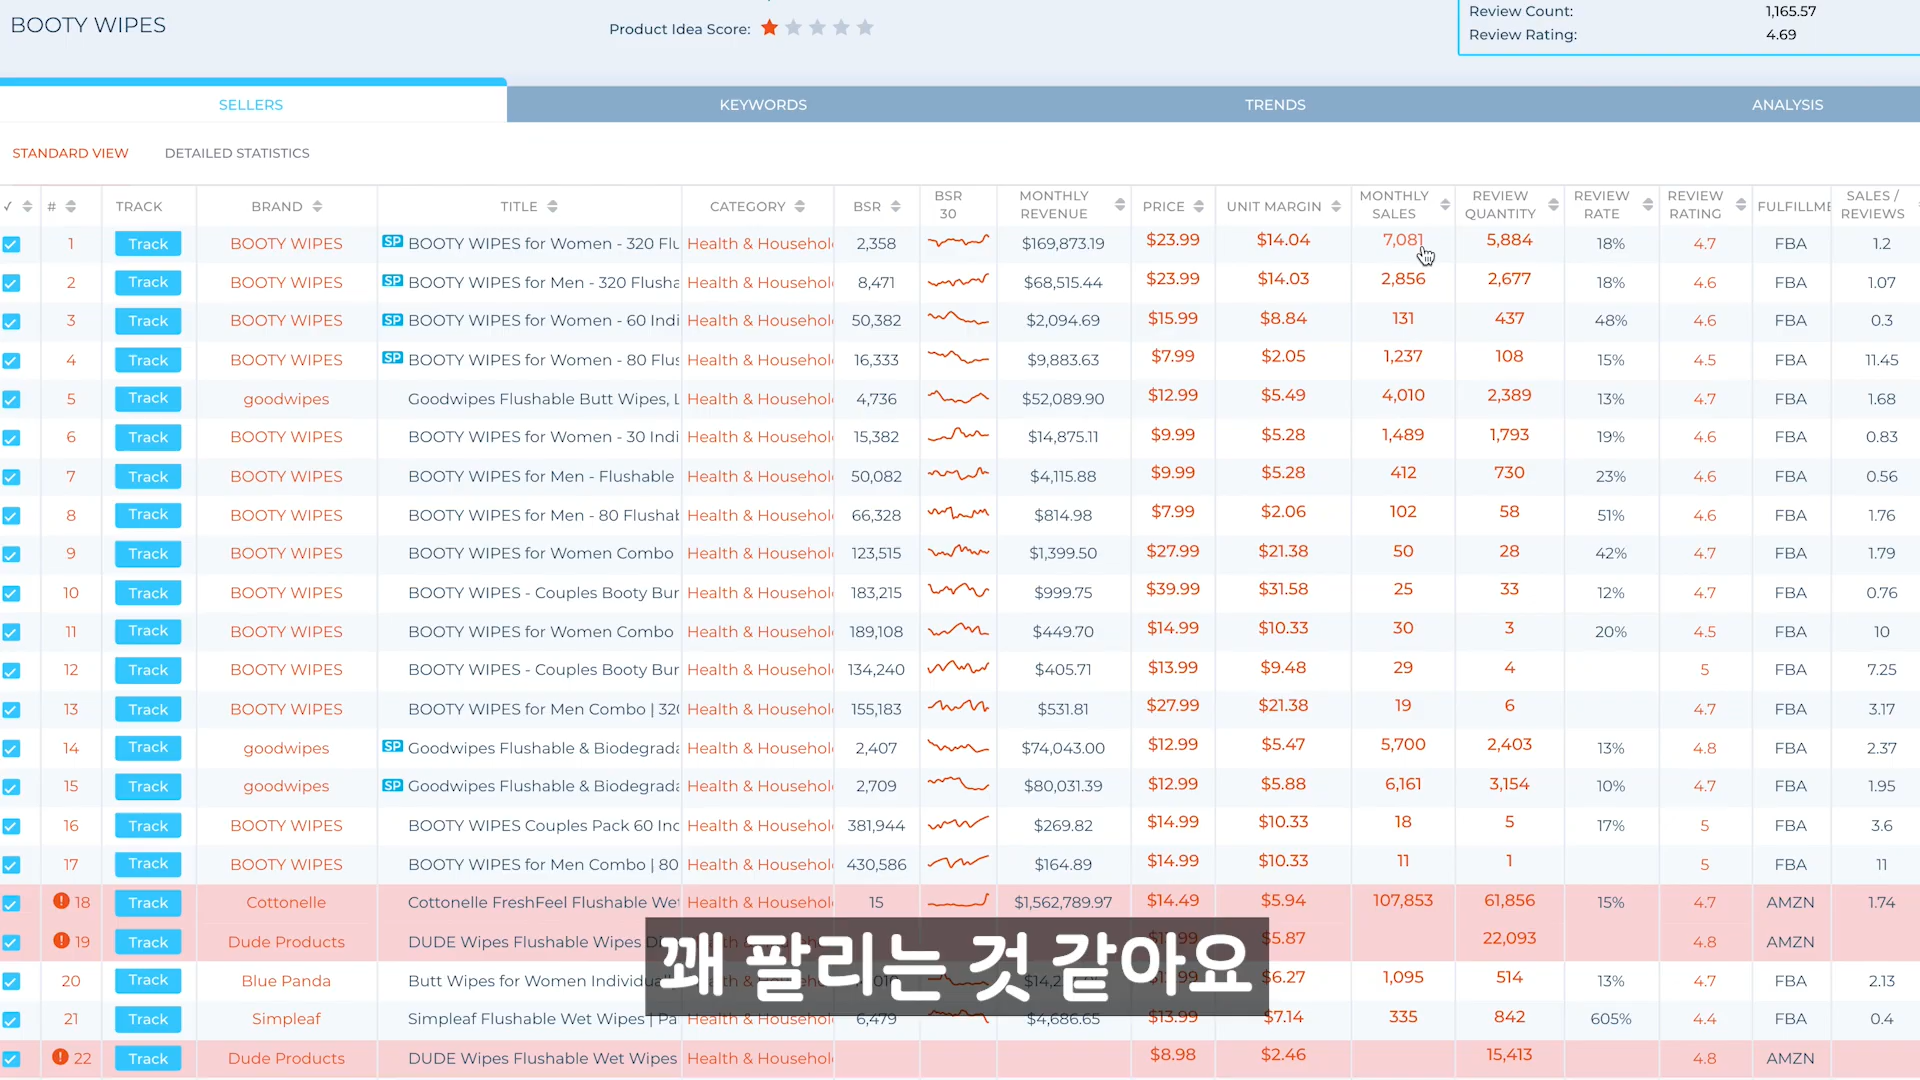 BOOTY WIPES
Product Idea Score:
Review Count: 1,165.57
Review Rating: 4.69
SELLERS KEYWORDS TRENDS ANALYSIS
STANDARD VIEW DETAILED STATISTICS
✓ # TRACK BRAND TITLE CATEGORY BSR BSR 30 MONTHLY REVENUE PRICE UNIT MARGIN MONTHLY SALES REVIEW QUANTITY REVIEW RATE REVIEW RATING FULFILLME SALES / REVIEWS
1 Track BOOTY WIPES SP BOOTY WIPES for Women - 320 Flu Health & Househol 2,358 $169,873.19 $23.99 $14.04 7,081 5,884 18% 4.7 FBA 1.2
2 Track BOOTY WIPES SP BOOTY WIPES for Men - 320 Flusha Health & Househol 8,471 $68,515.44 $23.99 $14.03 2,856 2,677 18% 4.6 FBA 1.07
3 Track BOOTY WIPES SP BOOTY WIPES for Women - 60 Indi Health & Househol 50,382 $2,094.69 $15.99 $8.84 131 437 48% 4.6 FBA 0.3
4 Track BOOTY WIPES SP BOOTY WIPES for Women - 80 Flus Health & Househol 16,333 $9,883.63 $7.99 $2.05 1,237 108 15% 4.5 FBA 11.45
5 Track goodwipes Goodwipes Flushable Butt Wipes, L Health & Househol 4,736 $52,089.90 $12.99 $5.49 4,010 2,389 13% 4.7 FBA 1.68
6 Track BOOTY WIPES BOOTY WIPES for Women - 30 Indi Health & Househol 15,382 $14,875.11 $9.99 $5.28 1,489 1,793 19% 4.6 FBA 0.83
7 Track BOOTY WIPES BOOTY WIPES for Men - Flushable Health & Househol 50,082 $4,115.88 $9.99 $5.28 412 730 23% 4.6 FBA 0.56
8 Track BOOTY WIPES BOOTY WIPES for Men - 80 Flushab Health & Househol 66,328 $814.98 $7.99 $2.06 102 58 51% 4.6 FBA 1.76
9 Track BOOTY WIPES BOOTY WIPES for Women Combo Health & Househol 123,515 $1,399.50 $27.99 $21.38 50 28 42% 4.7 FBA 1.79
10 Track BOOTY WIPES BOOTY WIPES - Couples Booty Bun Health & Househol 183,215 $999.75 $39.99 $31.58 25 33 12% 4.7 FBA 0.76
11 Track BOOTY WIPES BOOTY WIPES for Women Combo Health & Househol 189,108 $449.70 $14.99 $10.33 30 3 20% 4.5 FBA 10
12 Track BOOTY WIPES BOOTY WIPES - Couples Booty Bun Health & Househol 134,240 $405.71 $13.99 $9.48 29 4 5 FBA 7.25
13 Track BOOTY WIPES BOOTY WIPES for Men Combo | 320 Health & Househol 155,183 $531.81 $27.99 $21.38 19 6 4.7 FBA 3.17
14 Track goodwipes SP Goodwipes Flushable & Biodegrada Health & Househol 2,407 $74,043.00 $12.99 $5.47 5,700 2,403 13% 4.8 FBA 2.37
15 Track goodwipes SP Goodwipes Flushable & Biodegrada Health & Househol 2,709 $80,031.39 $12.99 $5.88 6,161 3,154 10% 4.7 FBA 1.95
16 Track BOOTY WIPES BOOTY WIPES Couples Pack 60 Inc Health & Househol 381,944 $269.82 $14.99 $10.33 18 5 17% 5 FBA 3.6
17 Track BOOTY WIPES BOOTY WIPES for Men Combo | 80 Health & Househol 430,586 $164.89 $14.99 $10.33 11 1 5 FBA 11
18 Track Cottonelle Cottonelle FreshFeel Flushable Wet Health & Househol 15 $1,562,789.97 $14.49 $5.94 107,853 61,856 15% 4.7 AMZN 1.74
19 Track Dude Products DUDE Wipes Flushable Wipes $5.87 22,093 4.8 AMZN
20 Track Blue Panda Butt Wipes for Women $6.27 1,095 514 13% 4.7 FBA 2.13
21 Track Simpleaf Simpleaf Flushable Wet Wipes | Pa Health & Househol 6,479 $4,686.65 $13.99 $7.14 335 842 605% 4.4 FBA 0.4
22 Track Dude Products DUDE Wipes Flushable Wet Wipes Health & Househol $8.98 $2.46 15,413 4.8 AMZN
꽤 팔리는 것 같아요